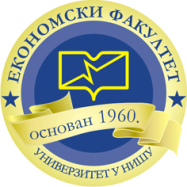 ЕКОНОМСКИ ФАКУЛТЕТ
основан 1960.
УНИВЕРЗИТЕТ У НИШУ